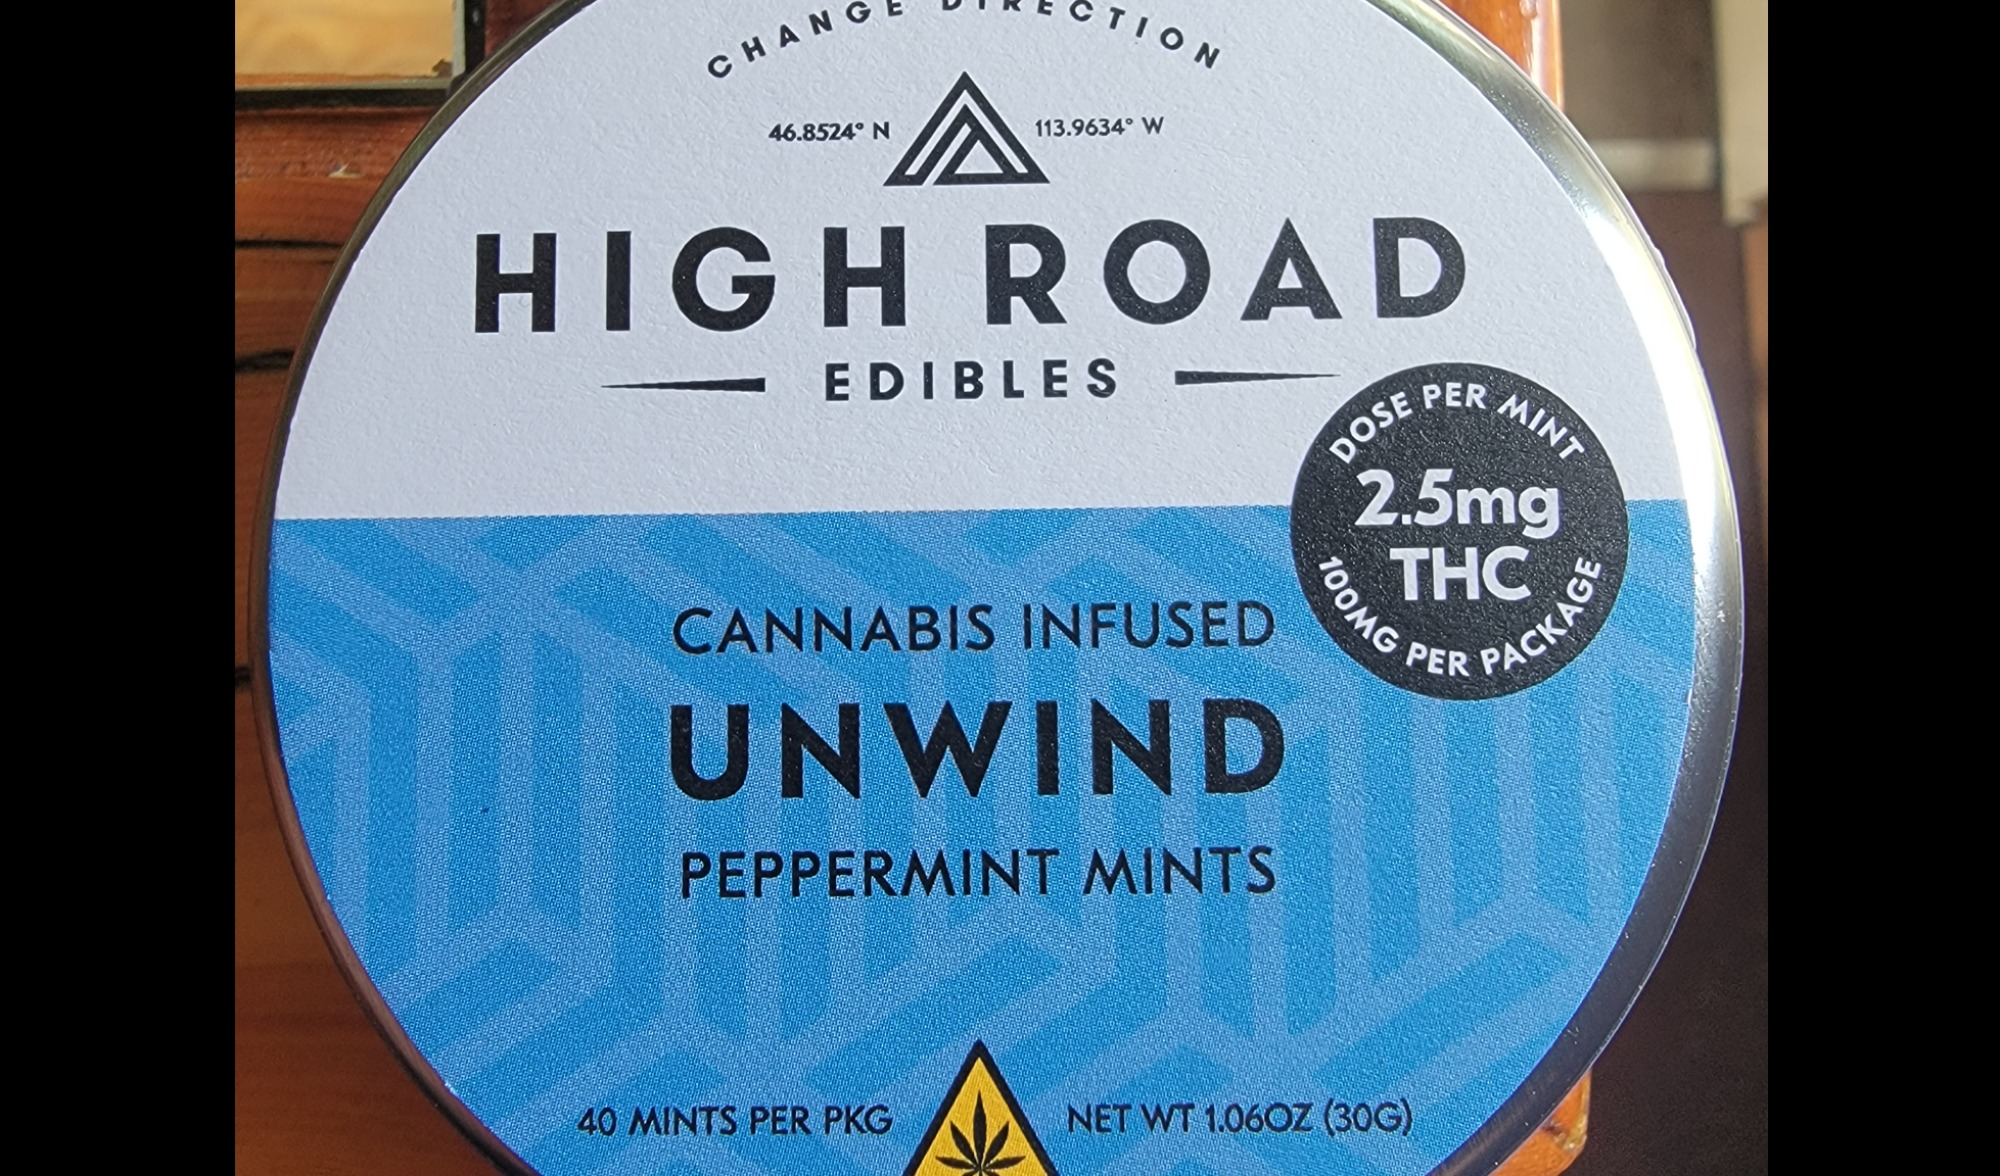 CHANGE DIRECTION
46.8524° N 113.9634° W
HIGH ROAD
EDIBLES
DOSE PER MINT
2.5mg
THC
100MG PER PACKAGE
CANNABIS INFUSED
UNWIND
PEPPERMINT MINTS
40 MINTS PER PKG NET WT 1.06OZ (30G)